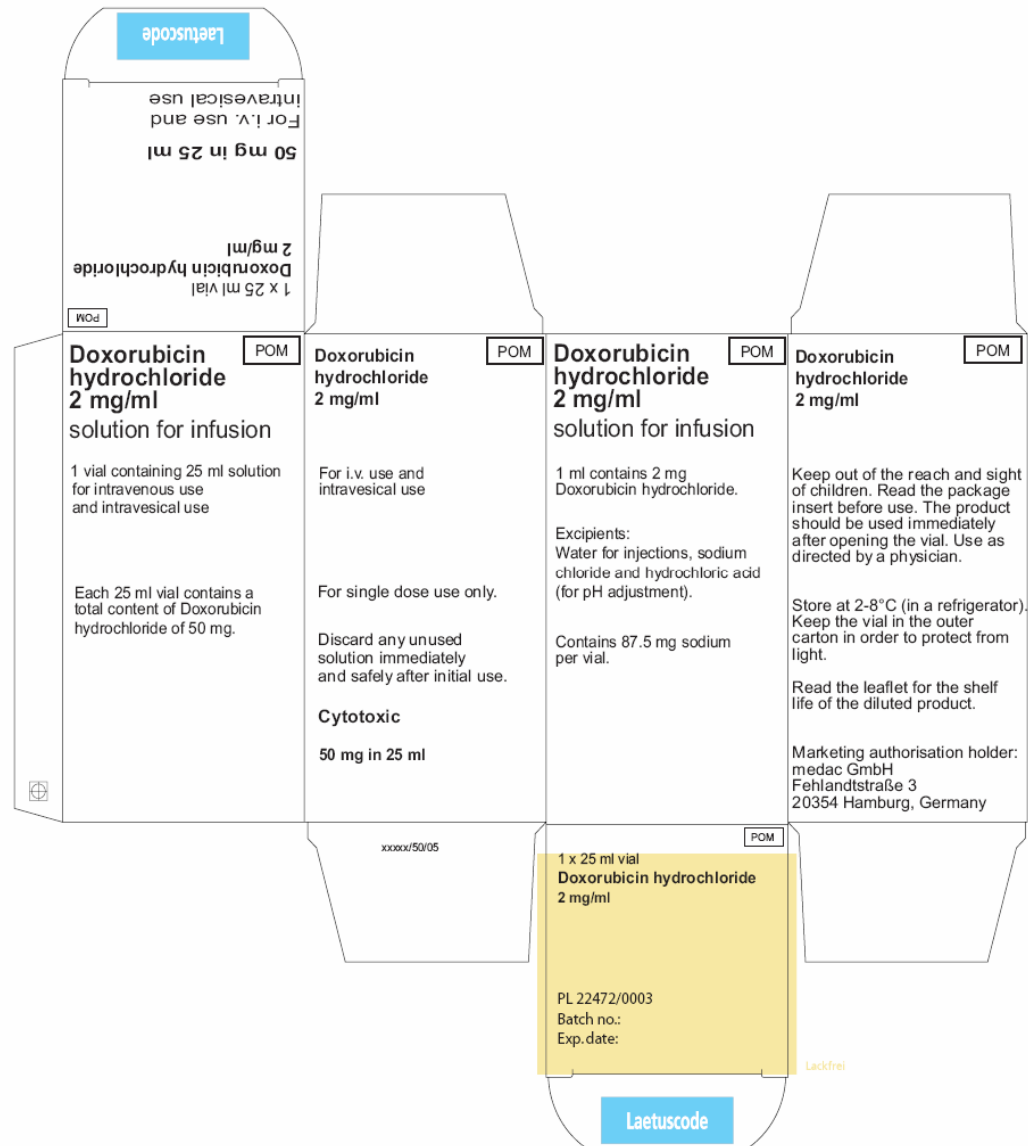 Laetuscode
For i.v. use and
intravesical use
50 mg in 25 ml
1 x 25 ml vial
Doxorubicin hydrochloride
2 mg/ml
POM
Doxorubicin
hydrochloride
2 mg/ml
solution for infusion
POM
1 vial containing 25 ml solution
for intravenous use
and intravesical use
Each 25 ml vial contains a
total content of Doxorubicin
hydrochloride of 50 mg.
Doxorubicin
hydrochloride
2 mg/ml
POM
For i.v. use and
intravesical use
For single dose use only.
Discard any unused
solution immediately
and safely after initial use.
Cytotoxic
50 mg in 25 ml
xxxxx/50/05
Doxorubicin
hydrochloride
2 mg/ml
solution for infusion
POM
1 ml contains 2 mg
Doxorubicin hydrochloride.
Excipients:
Water for injections, sodium
chloride and hydrochloric acid
(for pH adjustment).
Contains 87.5 mg sodium
per vial.
Doxorubicin
hydrochloride
2 mg/ml
POM
Keep out of the reach and sight
of children. Read the package
insert before use. The product
should be used immediately
after opening the vial. Use as
directed by a physician.
Store at 2-8°C (in a refrigerator).
Keep the vial in the outer
carton in order to protect from
light.
Read the leaflet for the shelf
life of the diluted product.
Marketing authorisation holder:
medac GmbH
Fehlandtstraße 3
20354 Hamburg, Germany
POM
1 x 25 ml vial
Doxorubicin hydrochloride
2 mg/ml
PL 22472/0003
Batch no.:
Exp. date:
Lackfrei
Laetuscode